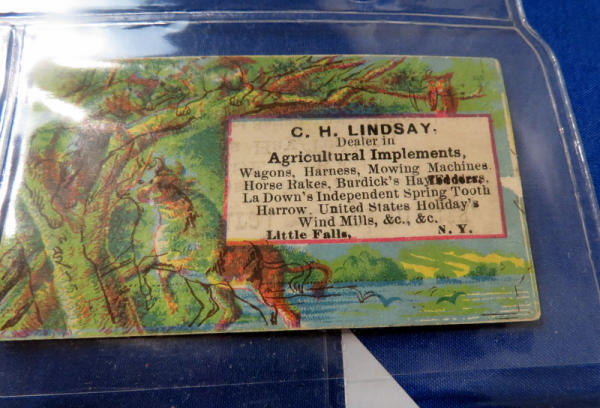 C. H. LINDSAY,
Dealer in
Agricultural Implements,
Wagons, Harness, Mowing Machines.
Horse Rakes, Burdick's Hay Tedders,
La Down's Independent Spring Tooth
Harrow. United States Holiday's
Wind Mills, &c., &c.
Little Falls, N. Y.